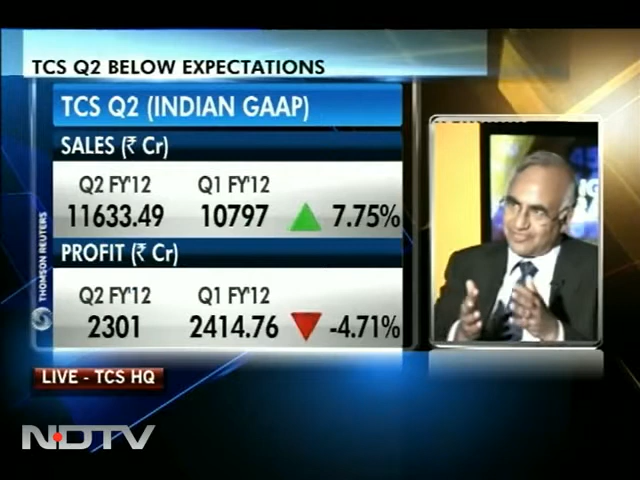 TCS Q2 BELOW EXPECTATIONS
TCS Q2 (INDIAN GAAP)
SALES (₹ Cr)
Q2 FY'12 Q1 FY'12
11633.49 10797 7.75%
PROFIT (₹ Cr)
Q2 FY'12 Q1 FY'12
2301 2414.76 -4.71%
THOMSON REUTERS
LIVE - TCS HQ
NDTV